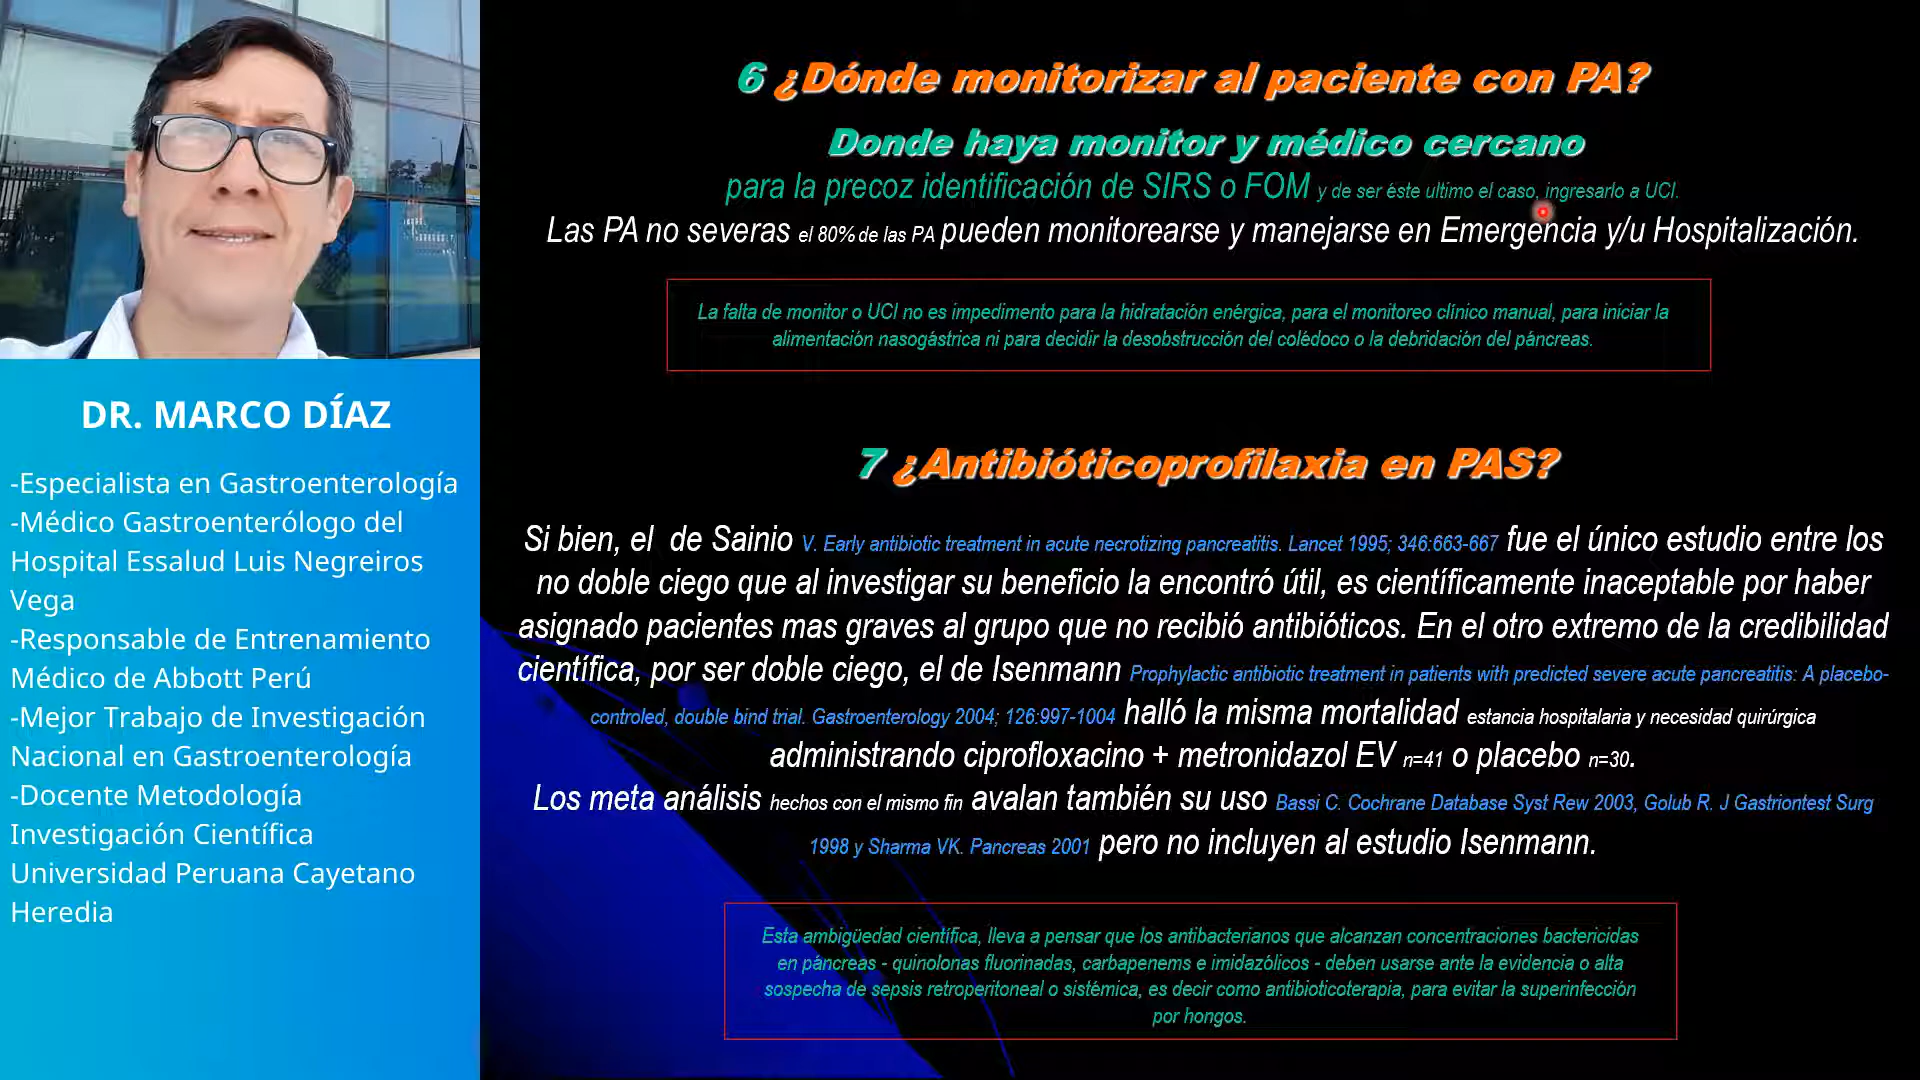 DR. MARCO DÍAZ
-Especialista en Gastroenterología
-Médico Gastroenterólogo del
Hospital Essalud Luis Negreiros
Vega
-Responsable de Entrenamiento
Médico de Abbott Perú
-Mejor Trabajo de Investigación
Nacional en Gastroenterología
-Docente Metodología
Investigación Científica
Universidad Peruana Cayetano
Heredia
6 ¿Dónde monitorizar al paciente con PA?
Donde haya monitor y médico cercano
para la precoz identificación de SIRS o FOM y de ser éste ultimo el caso, ingresarlo a UCI.
Las PA no severas el 80% de las PA pueden monitorearse y manejarse en Emergencia y/u Hospitalización.
La falta de monitor o UCI no es impedimento para la hidratación enérgica, para el monitoreo clínico manual, para iniciar la
alimentación nasogástrica ni para decidir la desobstrucción del colédoco o la debridación del páncreas.
7 ¿Antibióticoprofilaxia en PAS?
Si bien, el de Sainio V. Early antibiotic treatment in acute necrotizing pancreatitis. Lancet 1995; 346:663-667 fue el único estudio entre los
no doble ciego que al investigar su beneficio la encontró útil, es científicamente inaceptable por haber
asignado pacientes mas graves al grupo que no recibió antibióticos. En el otro extremo de la credibilidad
científica, por ser doble ciego, el de Isenmann Prophylactic antibiotic treatment in patients with predicted severe acute pancreatitis: A placebo-
controled, double bind trial. Gastroenterology 2004; 126:997-1004 halló la misma mortalidad estancia hospitalaria y necesidad quirúrgica
administrando ciprofloxacino + metronidazol EV n=41 o placebo n=30.
Los meta análisis hechos con el mismo fin avalan también su uso Bassi C. Cochrane Database Syst Rew 2003, Golub R. J Gastriontest Surg
1998 y Sharma VK. Pancreas 2001 pero no incluyen al estudio Isenmann.
Esta ambigüedad científica, lleva a pensar que los antibacterianos que alcanzan concentraciones bactericidas
en páncreas - quinolonas fluorinadas, carbapenems e imidazólicos - deben usarse ante la evidencia o alta
sospecha de sepsis retroperitoneal o sistémica, es decir como antibioticoterapia, para evitar la superinfección
por hongos.